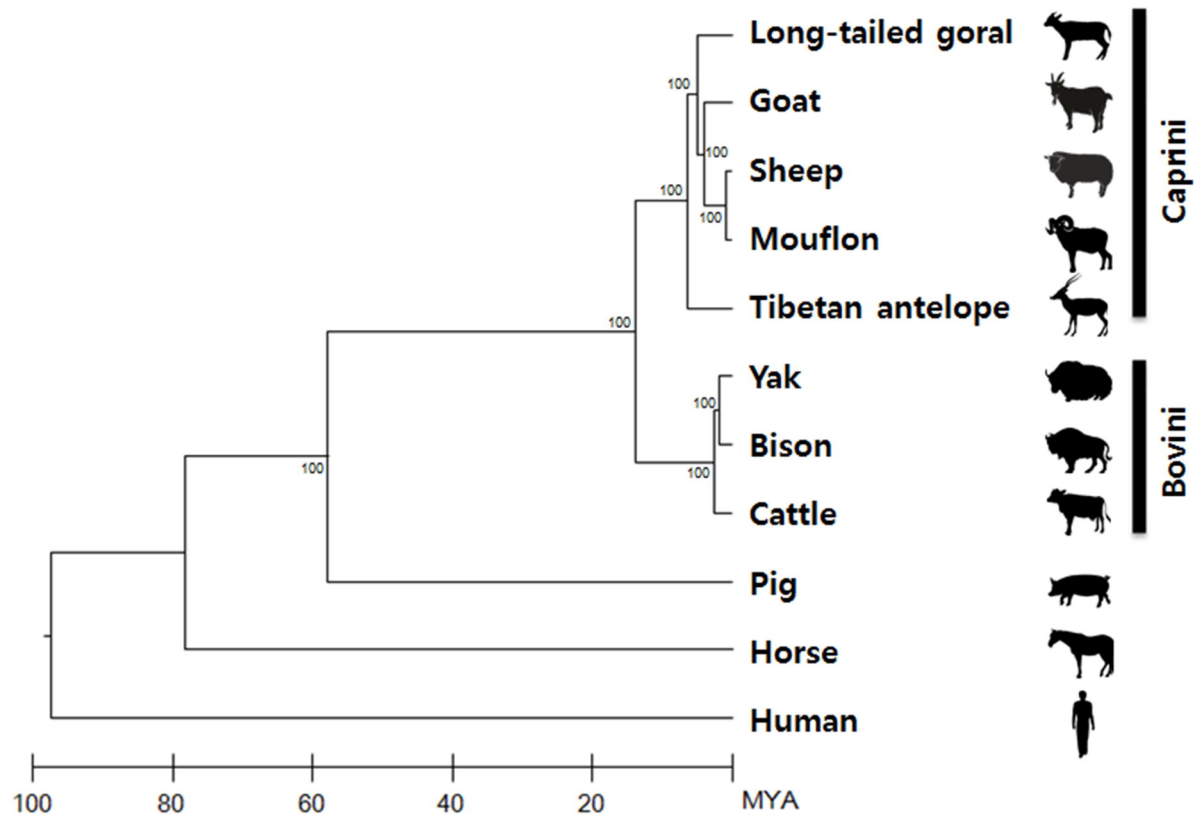 Long-tailed goral
100
Goat
100
Sheep
100
100
Mouflon
Tibetan antelope
Caprini
100
Yak
100
Bison
100
Cattle
Bovini
100
Pig
Horse
Human
100 80 60 40 20 MYA